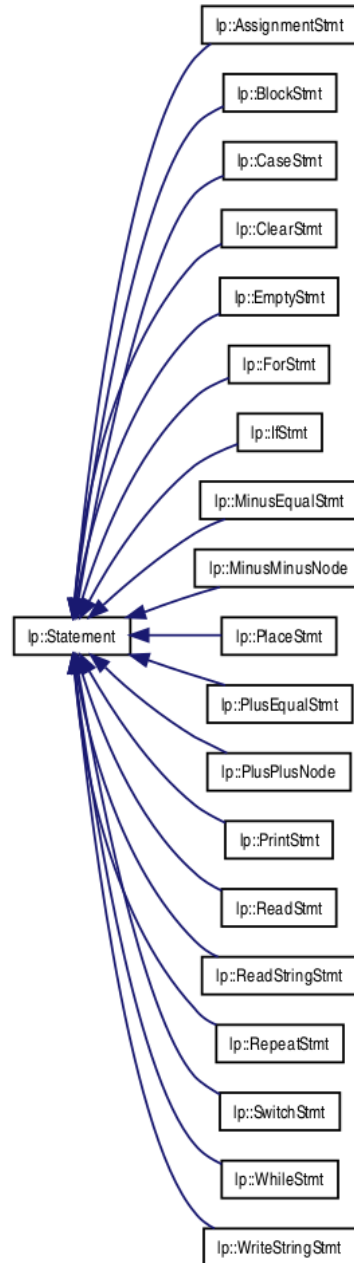 lp::AssignmentStmt
lp::BlockStmt
lp::CaseStmt
lp::ClearStmt
lp::EmptyStmt
lp::ForStmt
lp::IfStmt
lp::MinusEqualStmt
lp::MinusMinusNode
lp::Statement
lp::PlaceStmt
lp::PlusEqualStmt
lp::PlusPlusNode
lp::PrintStmt
lp::ReadStmt
lp::ReadStringStmt
lp::RepeatStmt
lp::SwitchStmt
lp::WhileStmt
lp::WriteStringStmt